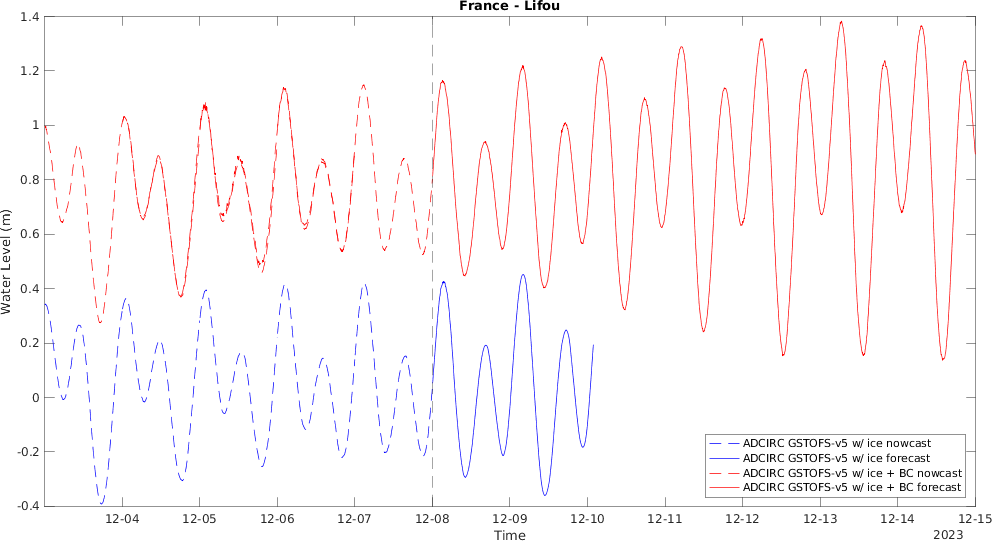 France - Lifou
Water Level (m)
1.4
1.2
1
0.8
0.6
0.4
0.2
0
-0.2
-0.4
12-04 12-05 12-06 12-07 12-08 12-09 12-10 12-11 12-12 12-13 12-14 12-15
Time
2023
ADCIRC GSTOFS-v5 w/ ice nowcast
ADCIRC GSTOFS-v5 w/ ice forecast
ADCIRC GSTOFS-v5 w/ ice + BC nowcast
ADCIRC GSTOFS-v5 w/ ice + BC forecast